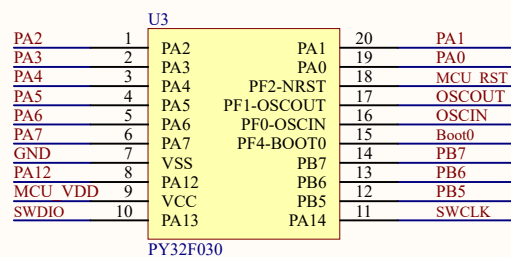 U3
PA2 1 PA2 PA1 20 PA1
PA3 2 PA3 PA0 19 PA0
PA4 3 PA4 PF2-NRST 18 MCU_RST
PA5 4 PA5 PF1-OSCOUT 17 OSCOUT
PA6 5 PA6 PF0-OSCIN 16 OSCIN
PA7 6 PA7 PF4-BOOT0 15 Boot0
GND 7 VSS PB7 14 PB7
PA12 8 PA12 PB6 13 PB6
MCU_VDD 9 VCC PB5 12 PB5
SWDIO 10 PA13 PA14 11 SWCLK
PY32F030